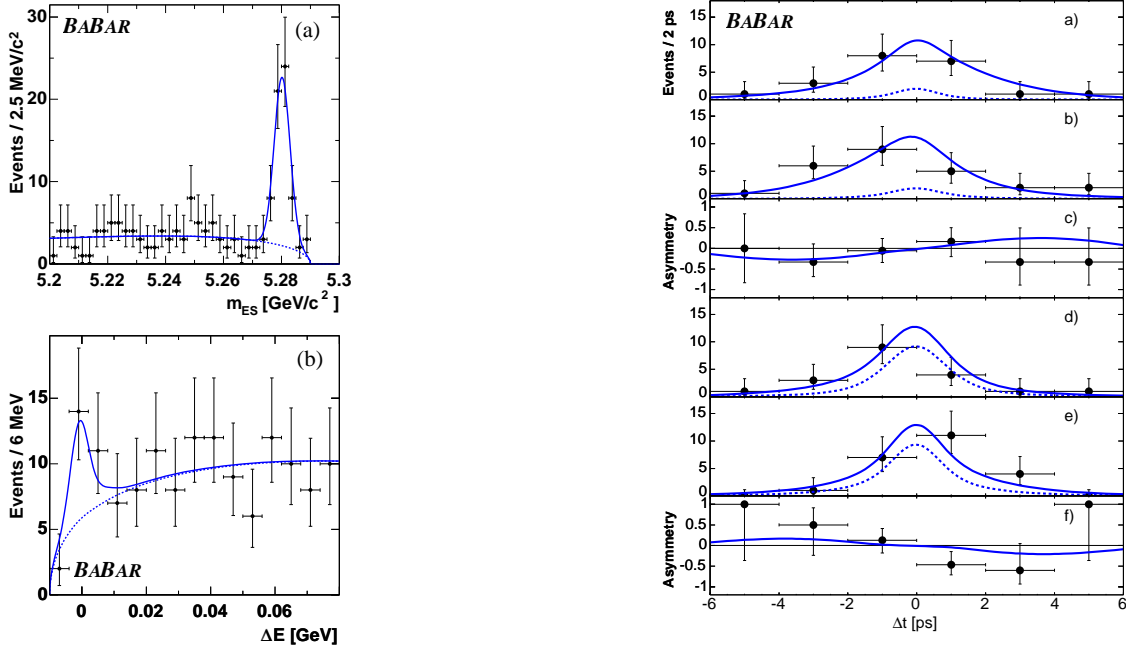 BABAR
(a)
Events / 2.5 MeV/c²
30
20
10
0
5.2 5.22 5.24 5.26 5.28 5.3
m_ES [GeV/c²]
(b)
Events / 6 MeV
15
10
5
0
BABAR
0 0.02 0.04 0.06
ΔE [GeV]
BABAR
a)
Events / 2 ps
15
10
5
0
b)
15
10
5
0
c)
Asymmetry
1
0.5
0
-0.5
-1
d)
15
10
5
0
e)
15
10
5
0
f)
Asymmetry
1
0.5
0
-0.5
-1
-6 -4 -2 0 2 4 6
Δt [ps]